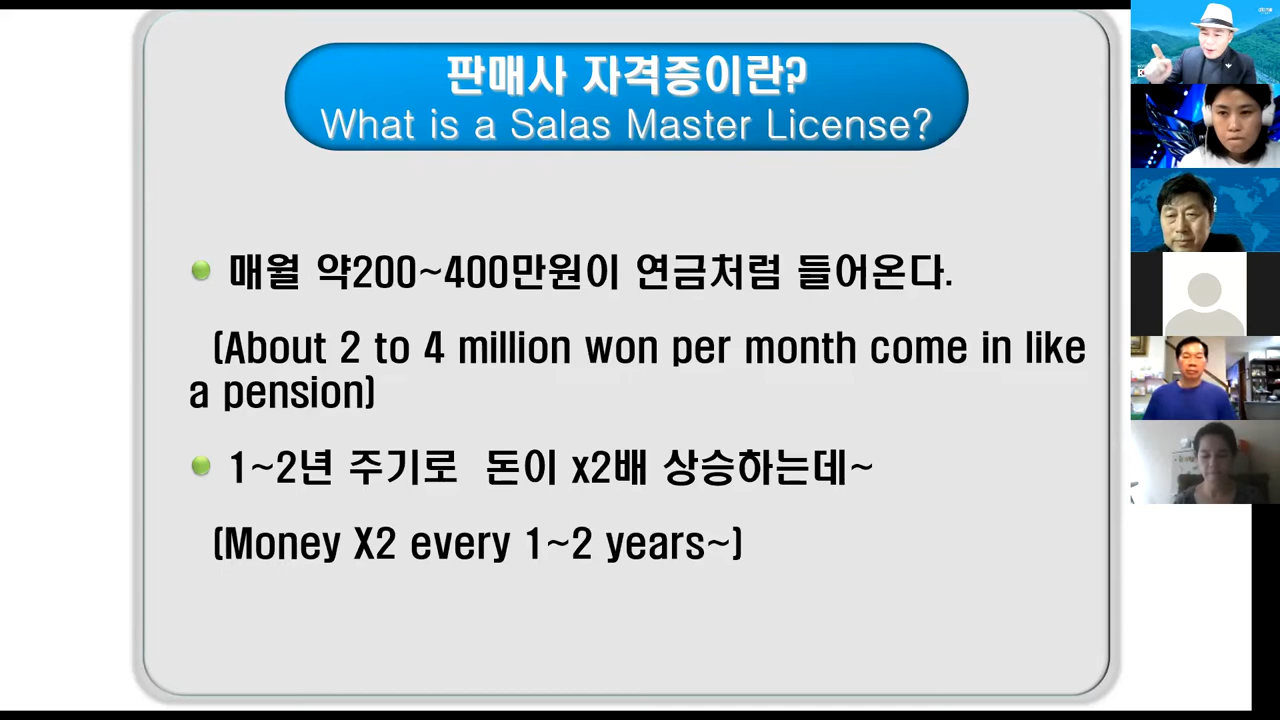 판매사 자격증이란?
What is a Salas Master License?
매월 약200~400만원이 연금처럼 들어온다.
(About 2 to 4 million won per month come in like
a pension)
1~2년 주기로 돈이 x2배 상승하는데~
(Money X2 every 1~2 years~)